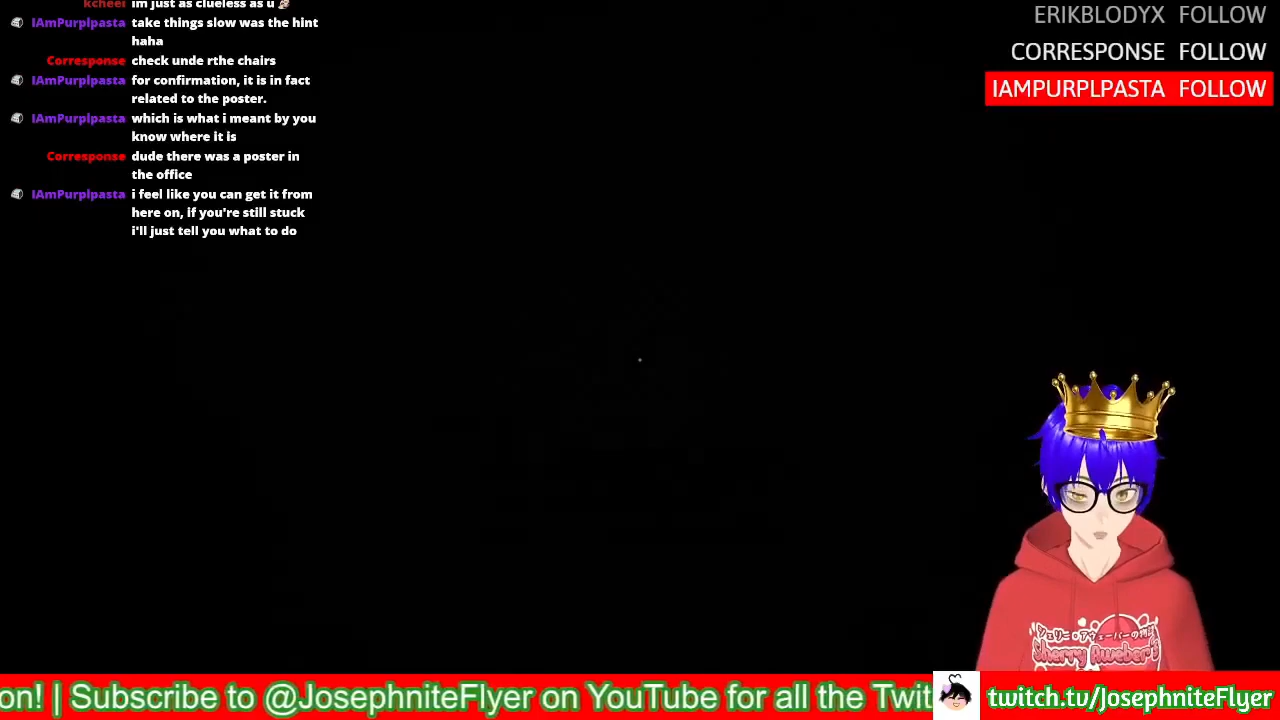 kcheei im just as clueless as u
IAmPurplpasta take things slow was the hint
haha
Corresponse check unde rthe chairs
IAmPurplpasta for confirmation, it is in fact
related to the poster.
IAmPurplpasta which is what i meant by you
know where it is
Corresponse dude there was a poster in
the office
IAmPurplpasta i feel like you can get it from
here on, if you're still stuck
i'll just tell you what to do
ERIKBLODYX FOLLOW
CORRESPONSE FOLLOW
IAMPURPLPASTA FOLLOW
Sherry Aweber
on! | Subscribe to @JosephniteFlyer on YouTube for all the Twit
twitch.tv/JosephniteFlyer